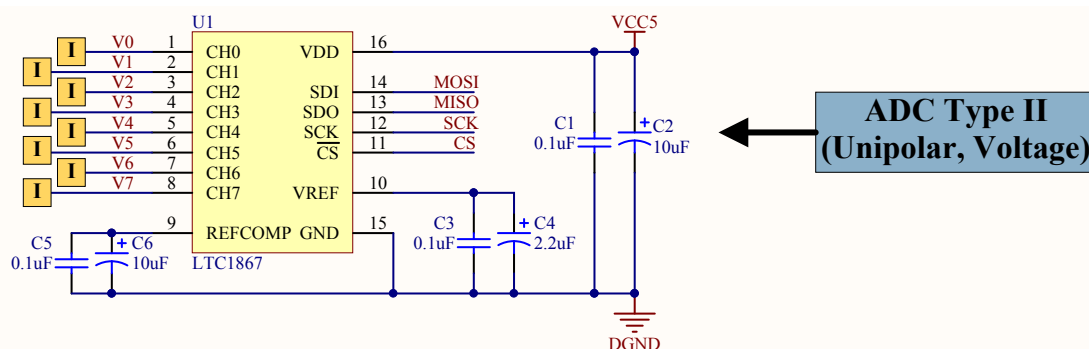 U1
VCC5
I V0 1 CH0 VDD 16
I V1 2 CH1
I V2 3 CH2 SDI 14 MOSI
I V3 4 CH3 SDO 13 MISO
I V4 5 CH4 SCK 12 SCK
I V5 6 CH5 CS 11 CS
I V6 7 CH6
I V7 8 CH7 VREF 10
C1
0.1uF
+ C2
10uF
ADC Type II
(Unipolar, Voltage)
9 REFCOMP GND 15
LTC1867
C5
0.1uF
+ C6
10uF
C3
0.1uF
+ C4
2.2uF
DGND